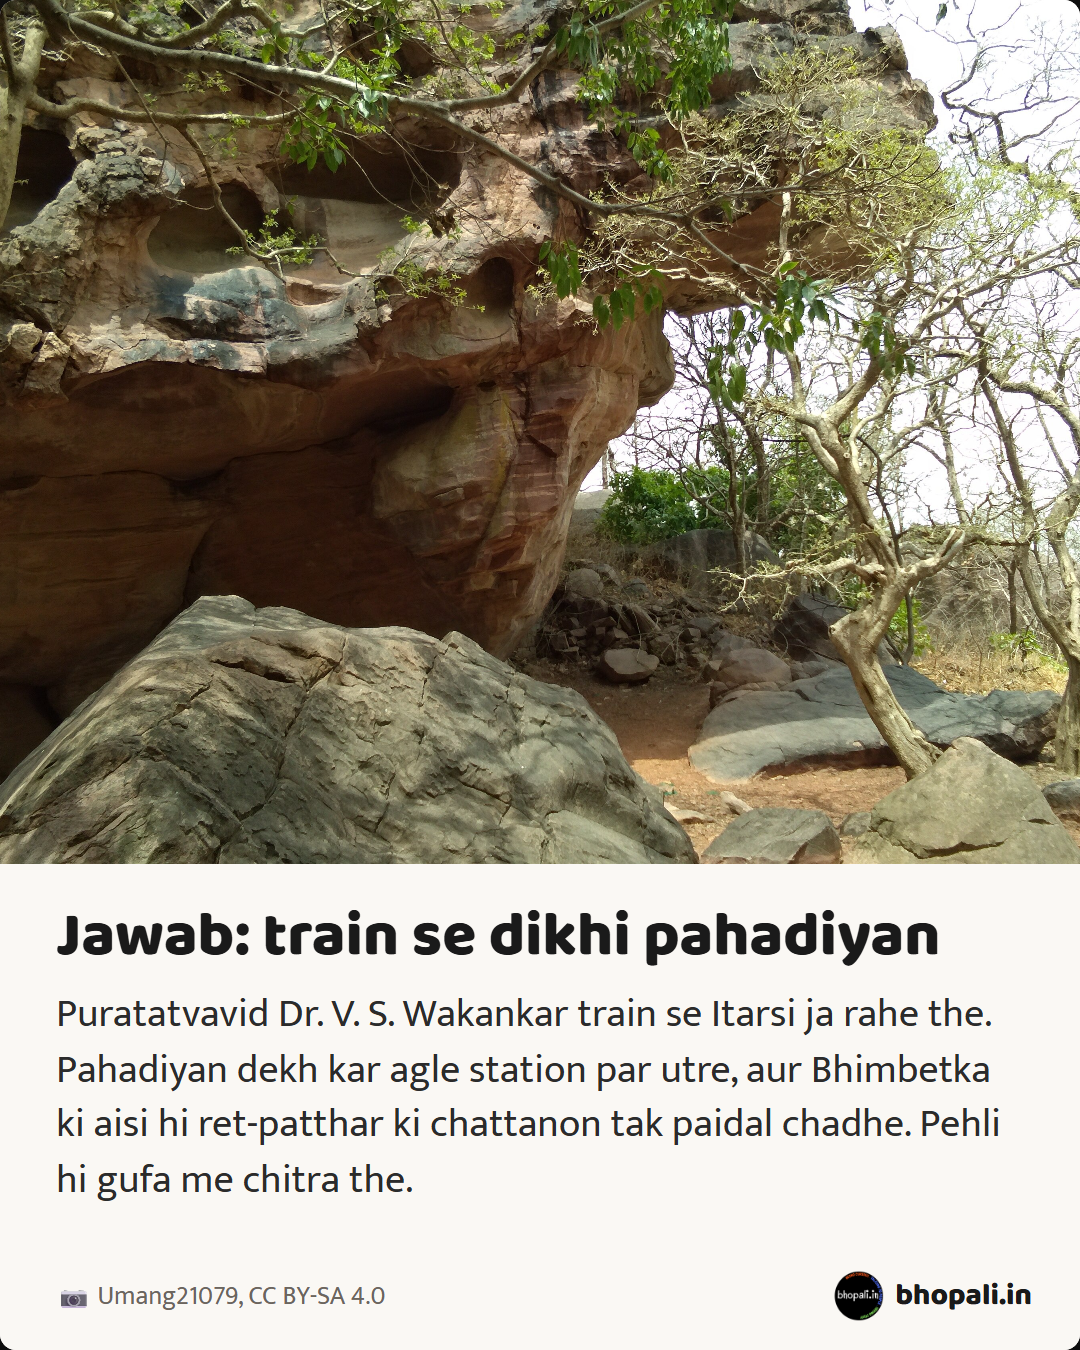 Jawab: train se dikhi pahadiyan
Puratatvavid Dr. V. S. Wakankar train se Itarsi ja rahe the.
Pahadiyan dekh kar agle station par utre, aur Bhimbetka
ki aisi hi ret-patthar ki chattanon tak paidal chadhe. Pehli
hi gufa me chitra the.
Umang21079, CC BY-SA 4.0
bhopali.in
bhopali.in